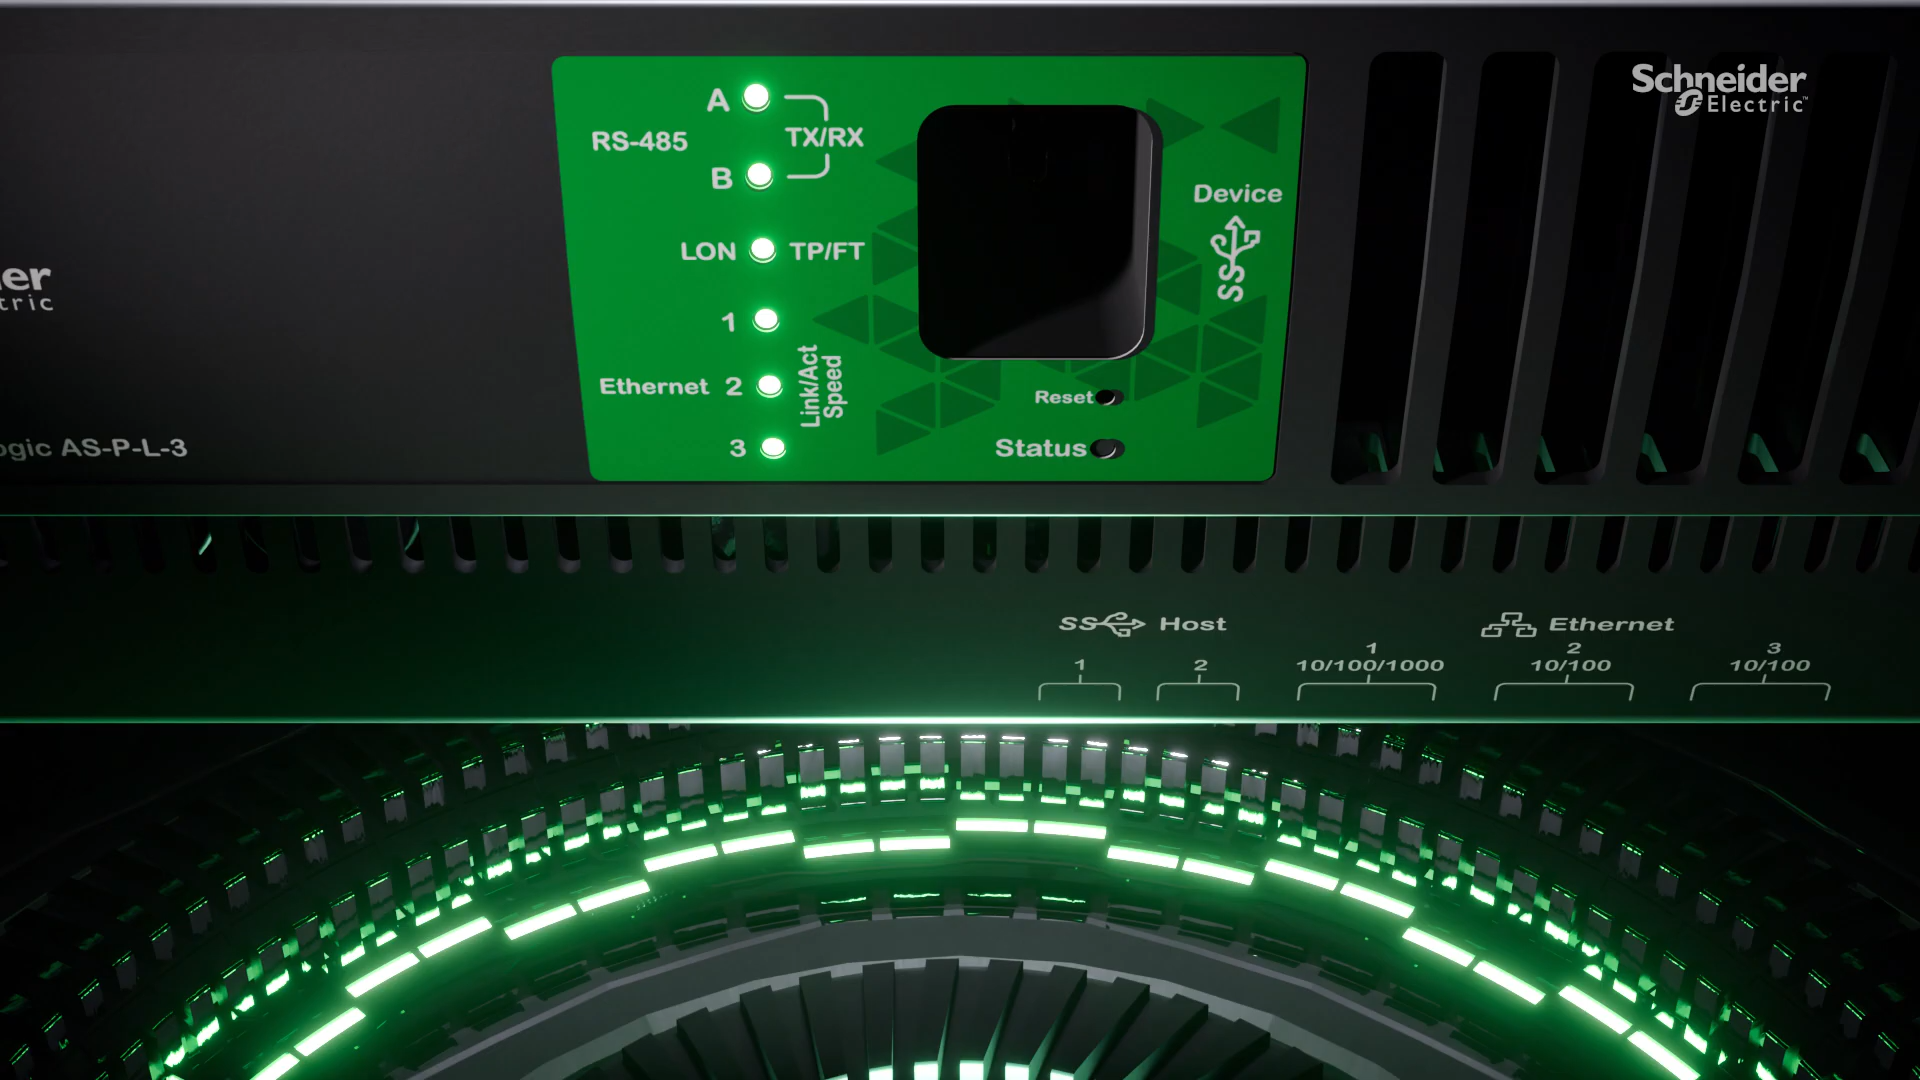 Schneider
Electric™
A
TX/RX
RS-485
B
LON TP/FT
1
Ethernet 2
3
Link/Act
Speed
Device
SS
Reset
Status
er
tric
ogic AS-P-L-3
SS Host
1
2
Ethernet
1
10/100/1000
2
10/100
3
10/100